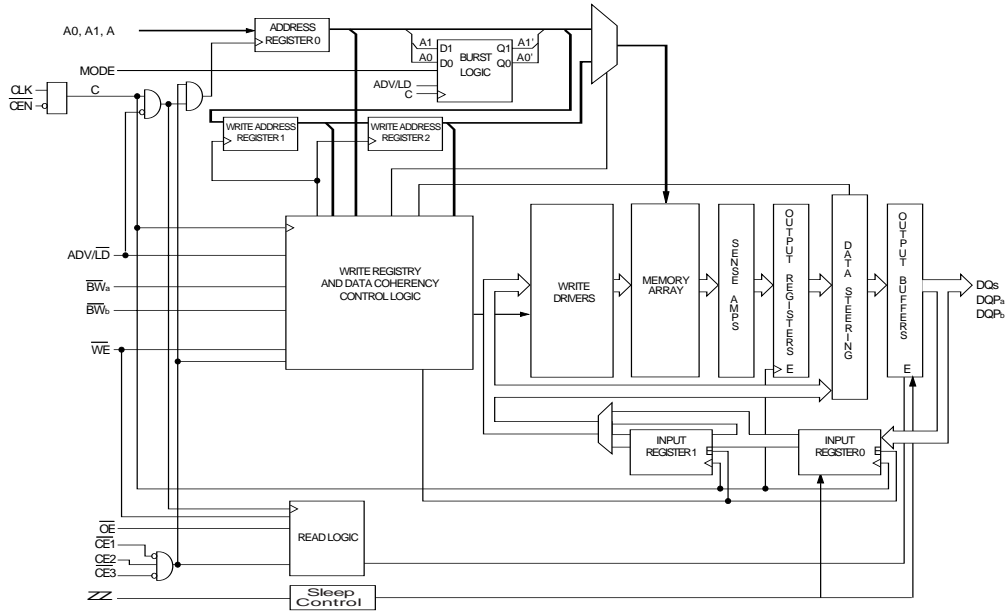 ADDRESS
REGISTER 0
A0, A1, A
A1
A0
D1
D0
BURST
LOGIC
Q1
Q0
A1'
A0'
MODE
ADV/LD
C
CLK
CEN
C
WRITE ADDRESS
REGISTER 1
WRITE ADDRESS
REGISTER 2
ADV/LD
BWa
BWb
WE
WRITE REGISTRY
AND DATA COHERENCY
CONTROL LOGIC
WRITE
DRIVERS
MEMORY
ARRAY
SENSE AMPS
OUTPUT REGISTERS
E
DATA STEERING
OUTPUT BUFFERS
E
DQs
DQPa
DQPb
INPUT
REGISTER 1
E
INPUT
REGISTER 0
E
OE
CE1
CE2
CE3
READ LOGIC
ZZ
Sleep
Control